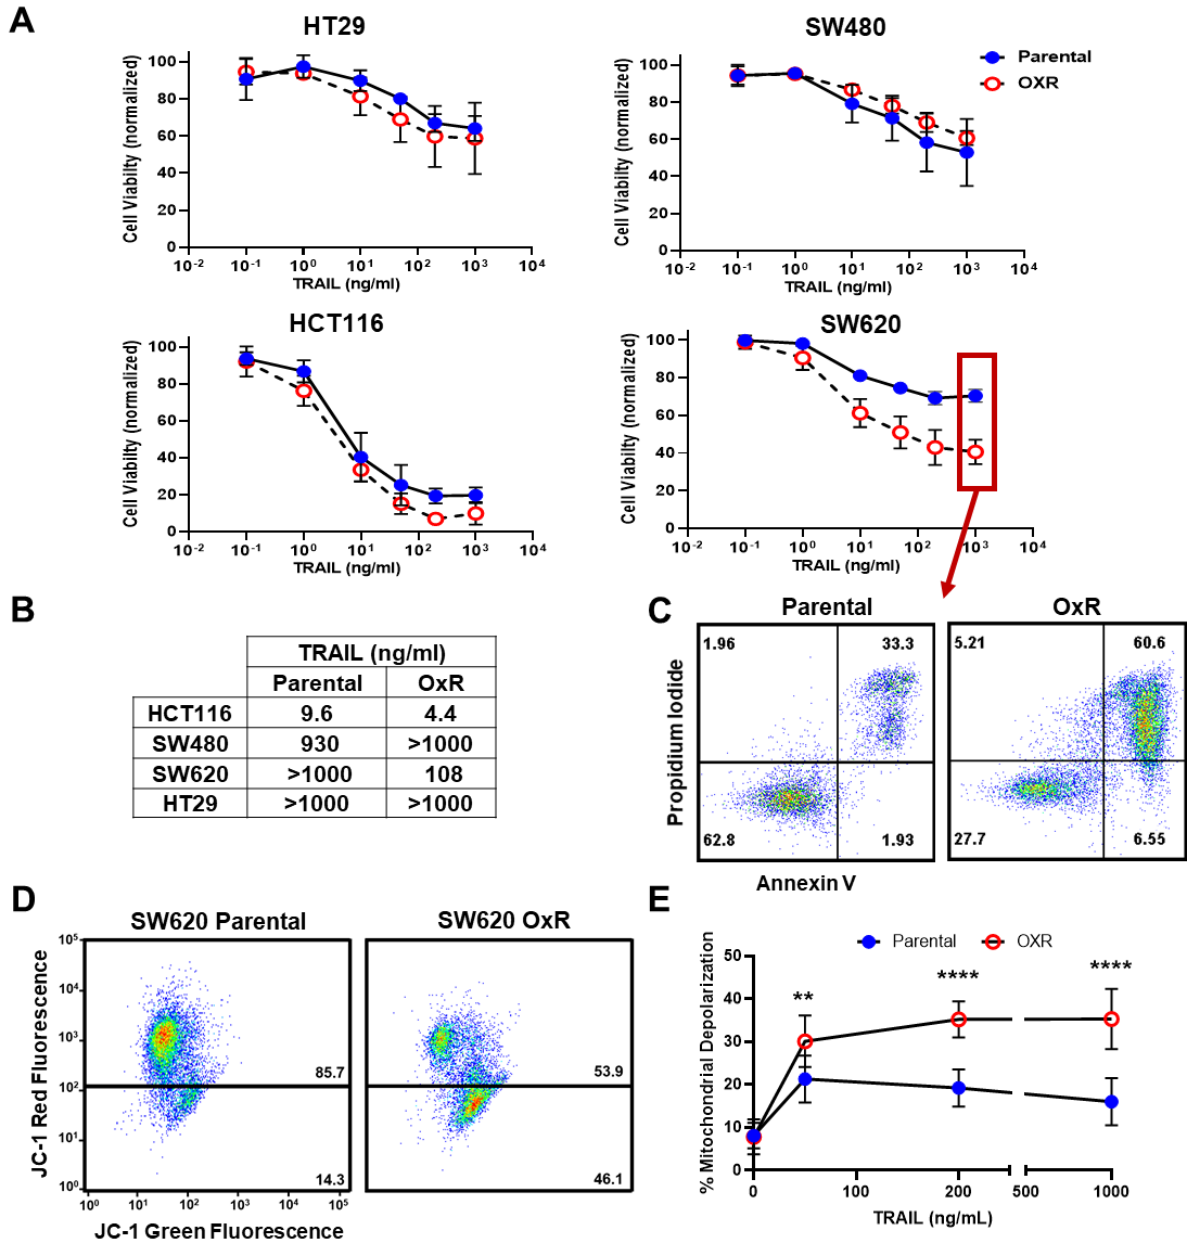 A
HT29
Cell Viabilty (normalized)
100
80
60
40
20
0
10⁻² 10⁻¹ 10⁰ 10¹ 10² 10³ 10⁴
TRAIL (ng/ml)
SW480
Parental
OXR
Cell Viabilty (normalized)
100
80
60
40
20
0
10⁻² 10⁻¹ 10⁰ 10¹ 10² 10³ 10⁴
TRAIL (ng/ml)
HCT116
Cell Viabilty (normalized)
100
80
60
40
20
0
10⁻² 10⁻¹ 10⁰ 10¹ 10² 10³ 10⁴
TRAIL (ng/ml)
SW620
Cell Viabilty (normalized)
100
80
60
40
20
0
10⁻² 10⁻¹ 10⁰ 10¹ 10² 10³ 10⁴
TRAIL (ng/ml)
B
TRAIL (ng/ml)
Parental OxR
HCT116 9.6 4.4
SW480 930 >1000
SW620 >1000 108
HT29 >1000 >1000
C
Parental
OxR
Propidium Iodide
1.96 33.3
62.8 1.93
5.21 60.6
27.7 6.55
Annexin V
D
SW620 Parental
SW620 OxR
JC-1 Red Fluorescence
10⁵
10⁴
10³
10²
10¹
10⁰
85.7
14.3
53.9
46.1
10⁰ 10¹ 10² 10³ 10⁴ 10⁵
JC-1 Green Fluorescence
E
Parental OXR
% Mitochondrial Depolarization
50
40
30
20
10
0
** **** ****
0 100 200 500 1000
TRAIL (ng/mL)